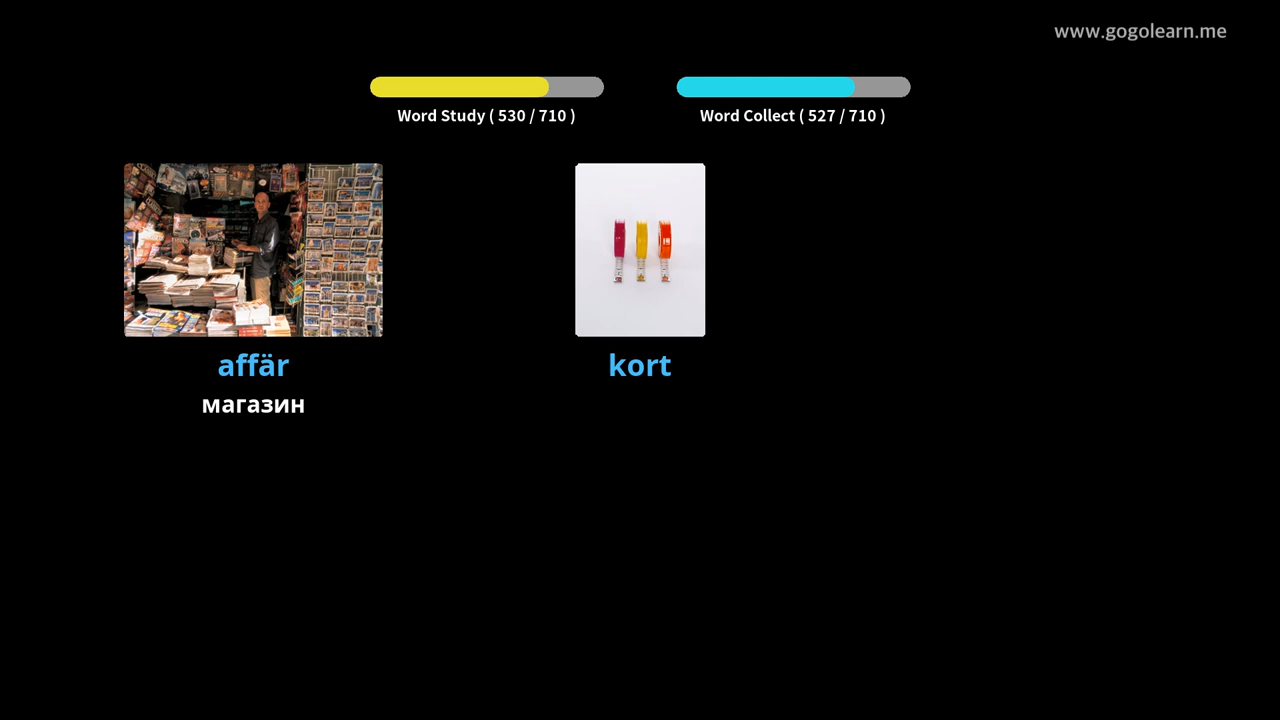 www.gogolearn.me
Word Study ( 530 / 710 )
Word Collect ( 527 / 710 )
affär
магазин
kort